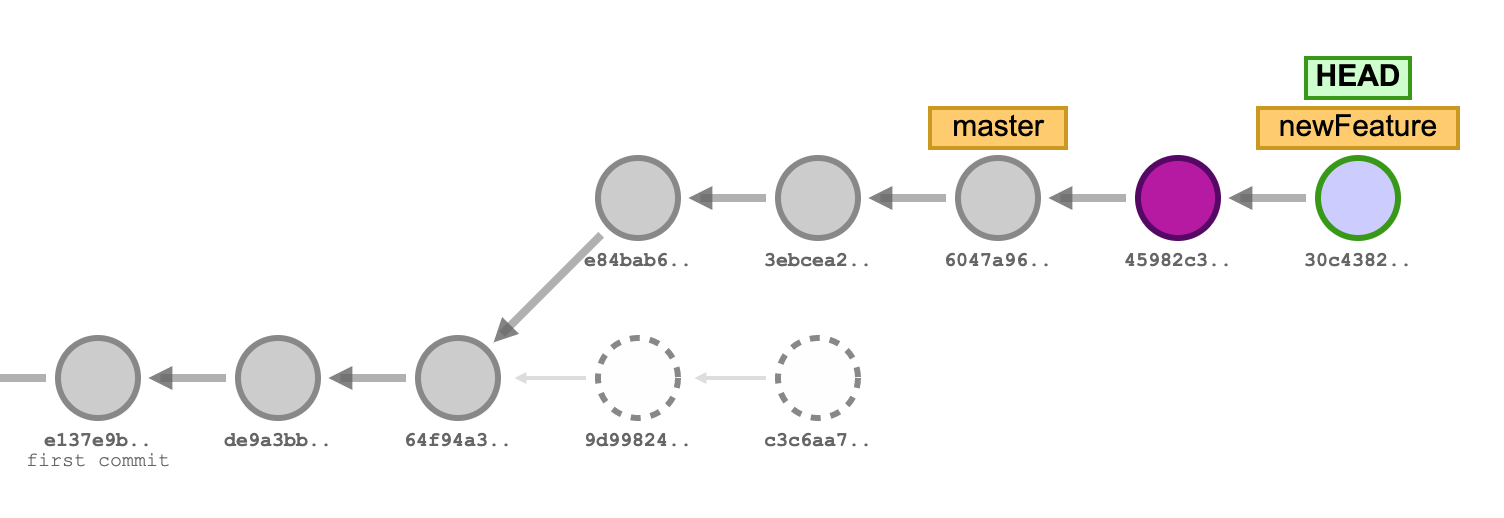 HEAD
master
newFeature
e84bab6..
3ebcea2..
6047a96..
45982c3..
30c4382..
e137e9b..
de9a3bb..
64f94a3..
9d99824..
c3c6aa7..
first commit